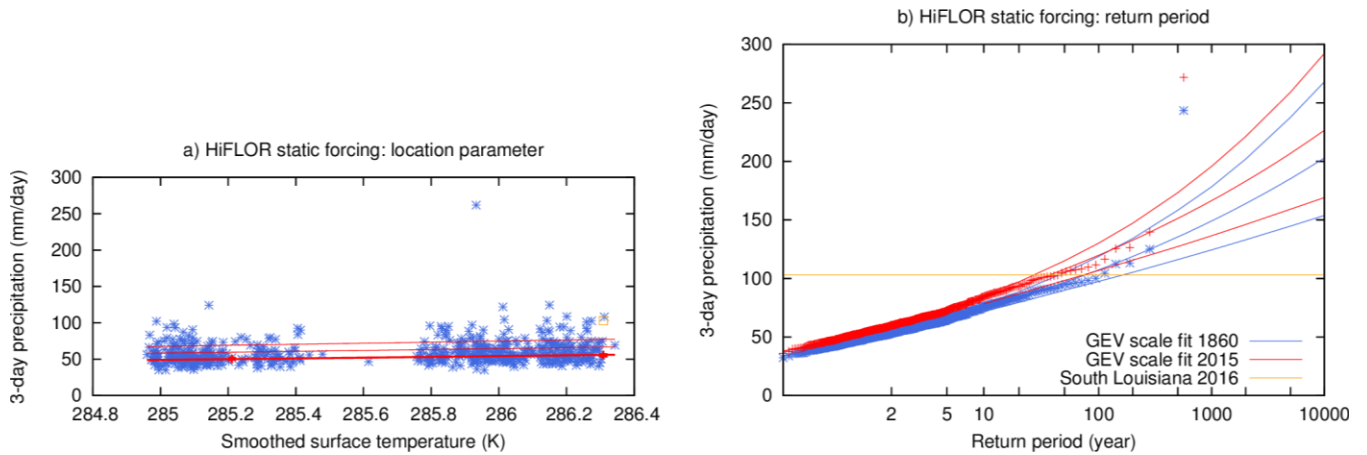 a) HiFLOR static forcing: location parameter
3-day precipitation (mm/day)
300
250
200
150
100
50
0
284.8 285 285.2 285.4 285.6 285.8 286 286.2 286.4
Smoothed surface temperature (K)
b) HiFLOR static forcing: return period
3-day precipitation (mm/day)
300
250
200
150
100
50
0
GEV scale fit 1860
GEV scale fit 2015
South Louisiana 2016
2 5 10 100 1000 10000
Return period (year)